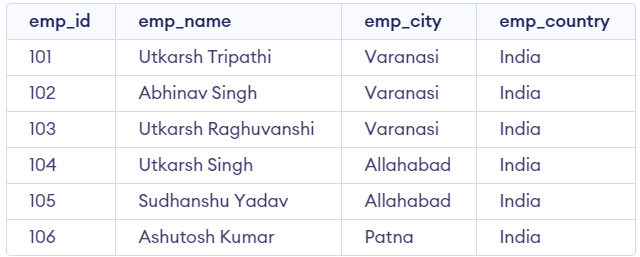 emp_id emp_name emp_city emp_country
101 Utkarsh Tripathi Varanasi India
102 Abhinav Singh Varanasi India
103 Utkarsh Raghuvanshi Varanasi India
104 Utkarsh Singh Allahabad India
105 Sudhanshu Yadav Allahabad India
106 Ashutosh Kumar Patna India